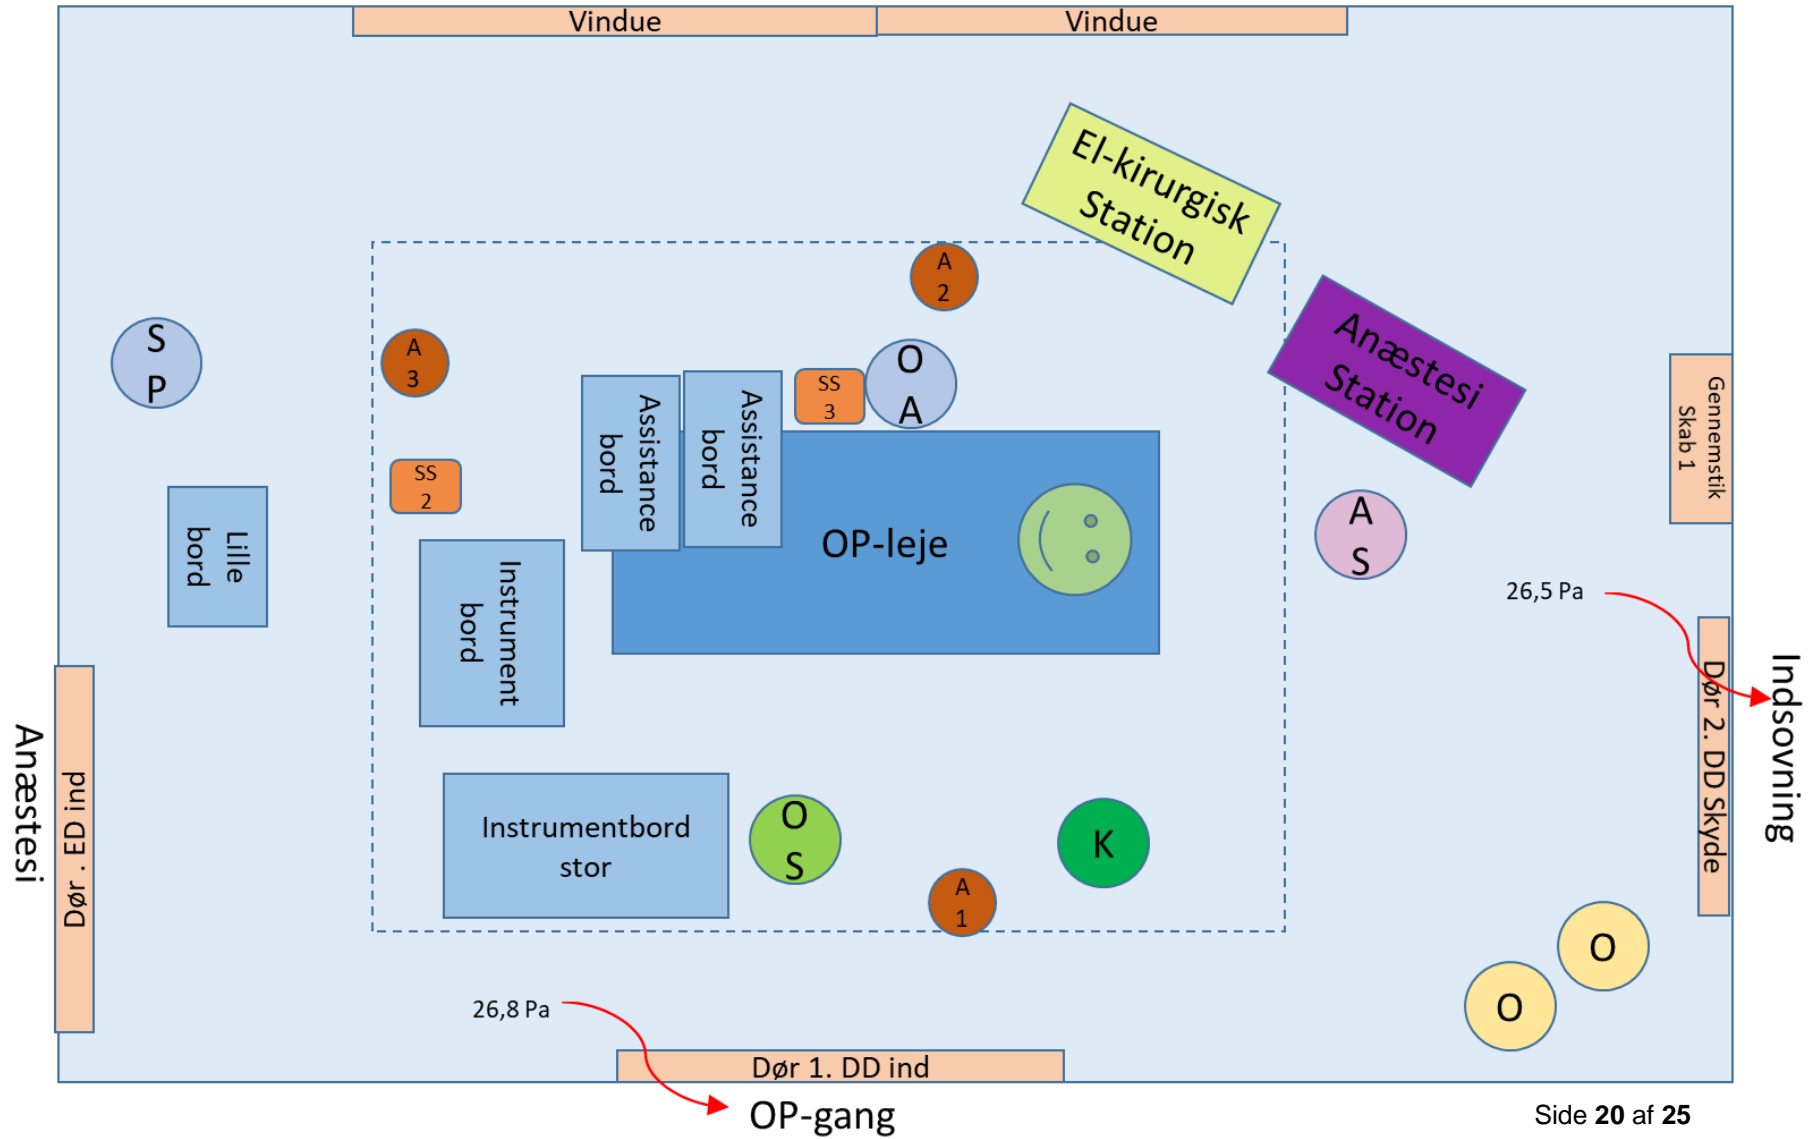 Vindue
Vindue
El-kirurgisk
Station
A
2
S
P
A
3
SS
3
O
A
Anæstesi
Station
Gennemstik
Skab 1
Assistance
bord
Assistance
bord
SS
2
Lille
bord
Instrument
bord
OP-leje
A
S
26,5 Pa
Dør 2. DD Skyde
Indsovning
Anæstesi
Dør . ED ind
Instrumentbord
stor
O
S
K
A
1
O
O
26,8 Pa
Dør 1. DD ind
OP-gang
Side 20 af 25